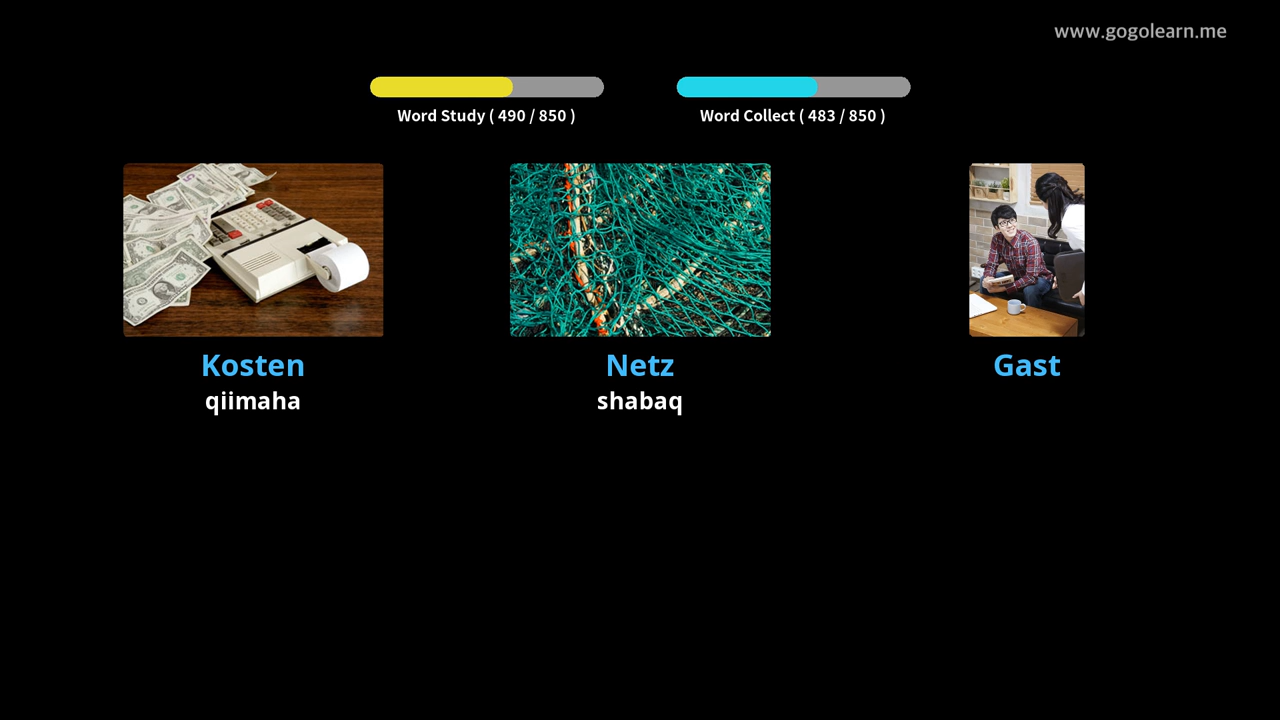 www.gogolearn.me
Word Study ( 490 / 850 )
Word Collect ( 483 / 850 )
Kosten
qiimaha
Netz
shabaq
Gast